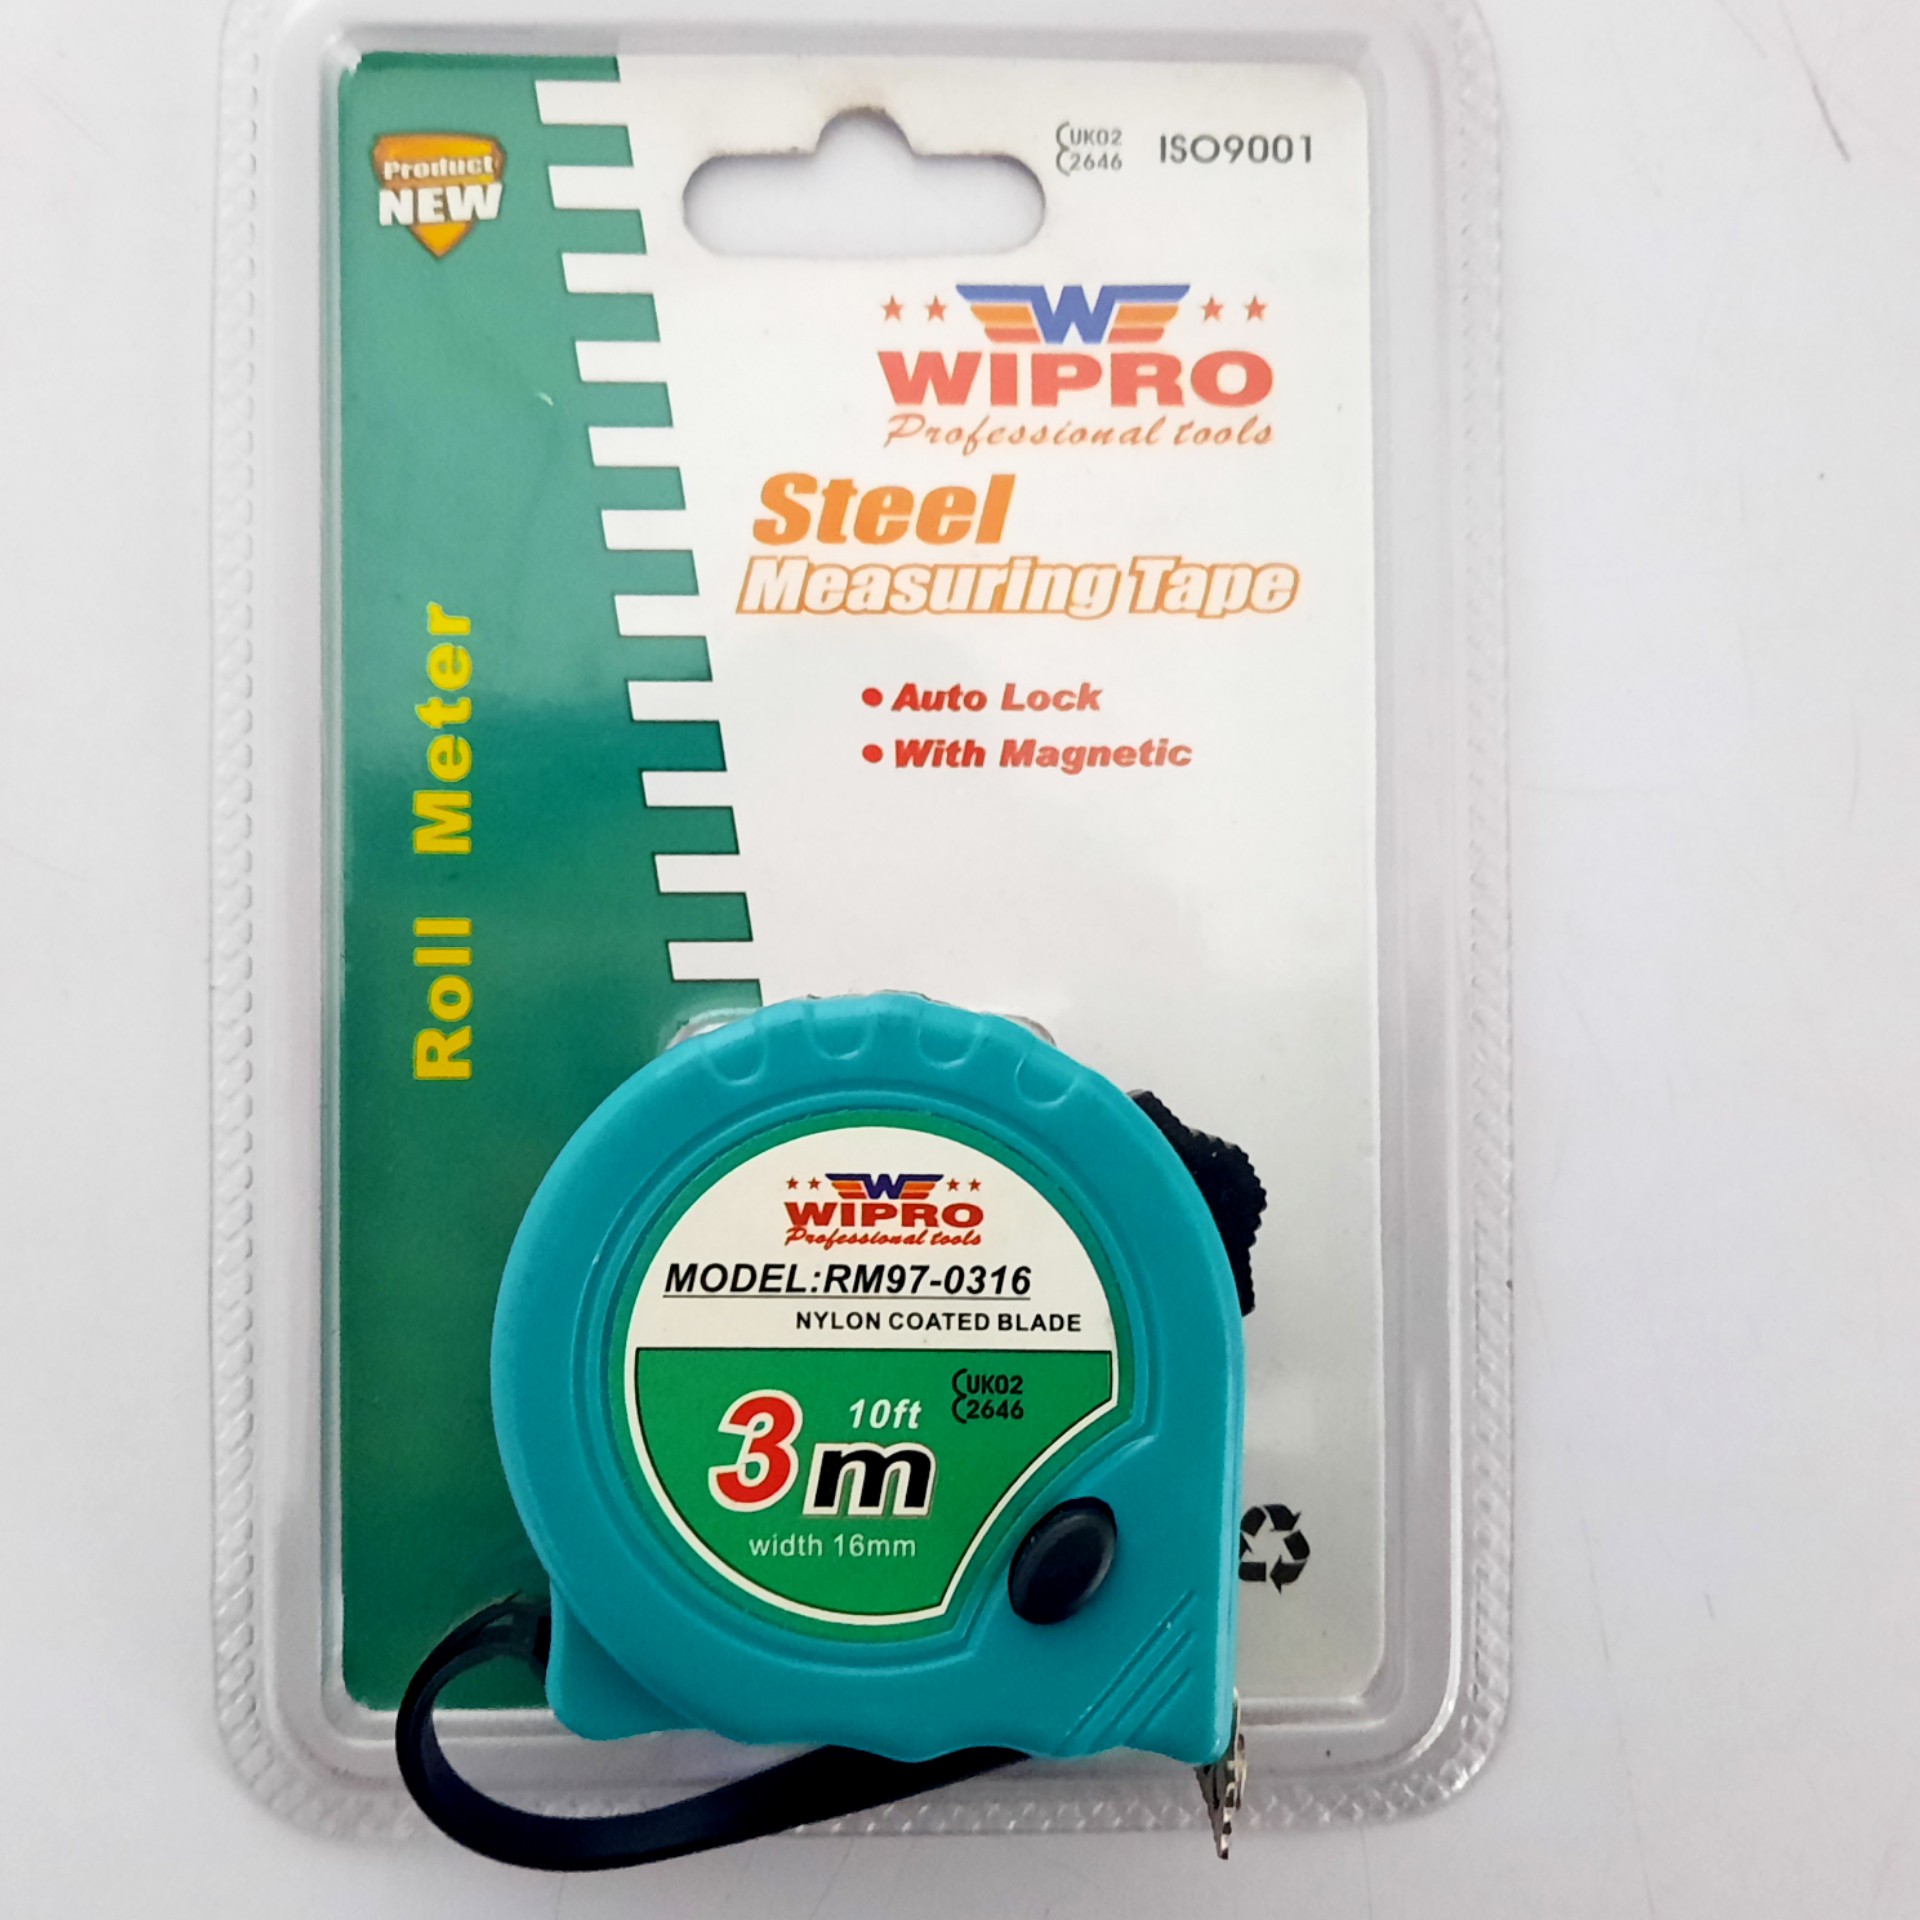 Product
NEW
UK02
2646
ISO9001
W
WIPRO
Professional tools
Steel
Measuring Tape
• Auto Lock
• With Magnetic
Roll Meter
W
WIPRO
Professional tools
MODEL:RM97-0316
NYLON COATED BLADE
UK02
2646
10ft
3m
width 16mm